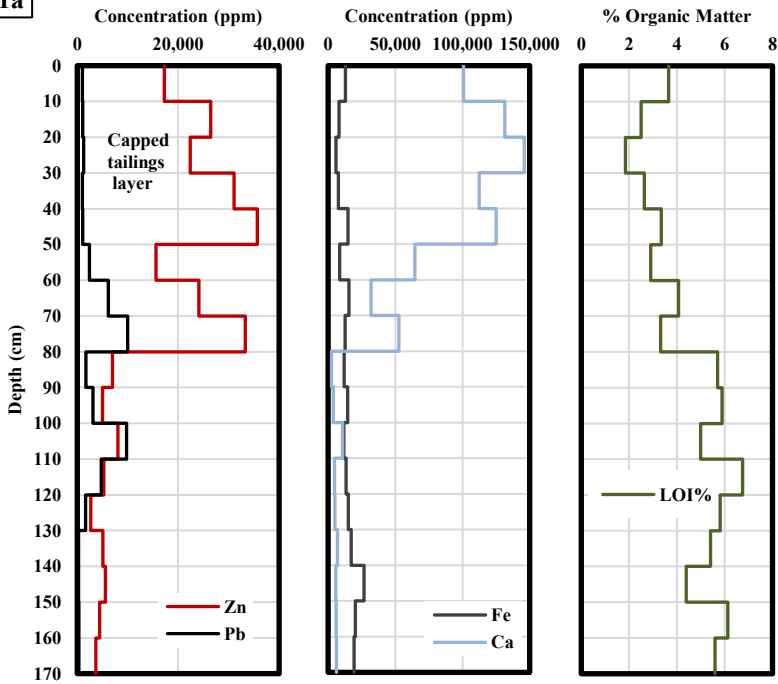 1a
Concentration (ppm)
0 20,000 40,000
Concentration (ppm)
0 50,000 100,000 150,000
% Organic Matter
0 2 4 6 8
Depth (cm)
0
10
20
30
40
50
60
70
80
90
100
110
120
130
140
150
160
170
Capped
tailings
layer
Zn
Pb
Fe
Ca
LOI%